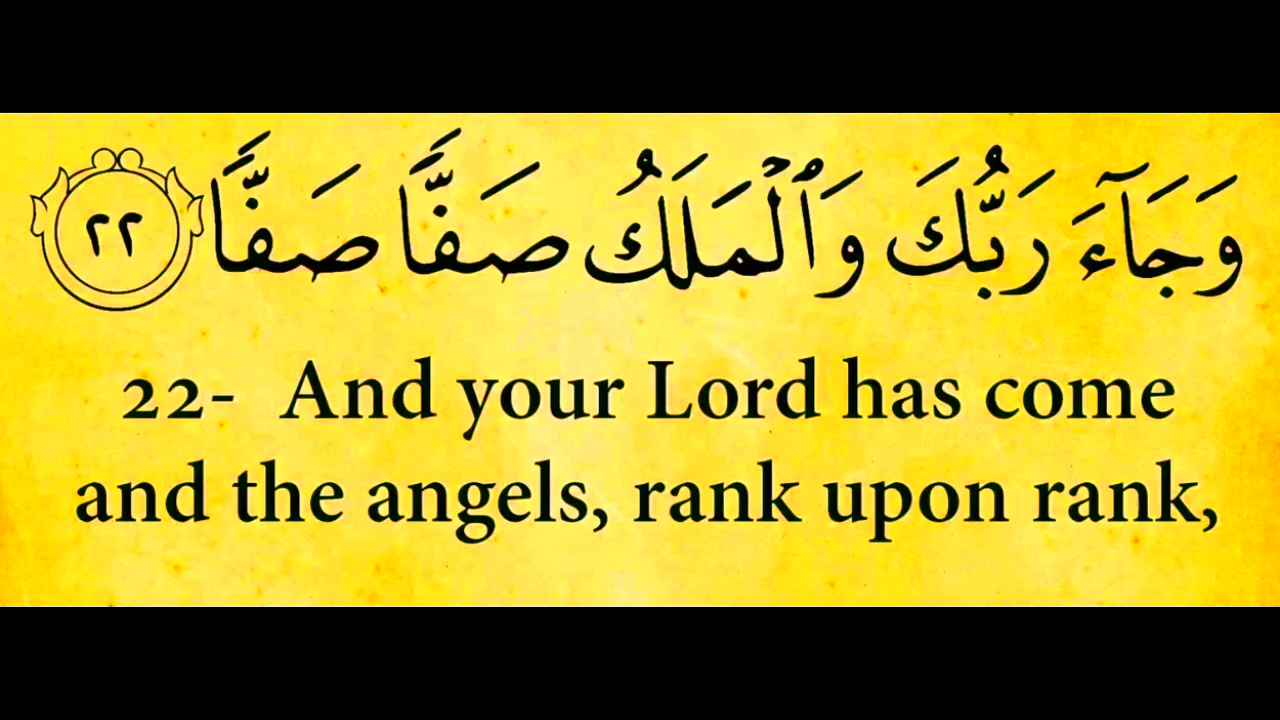 وَجَآءَ رَبُّكَ وَٱلْمَلَكُ صَفًّا صَفًّا ٢٢
22- And your Lord has come
and the angels, rank upon rank,